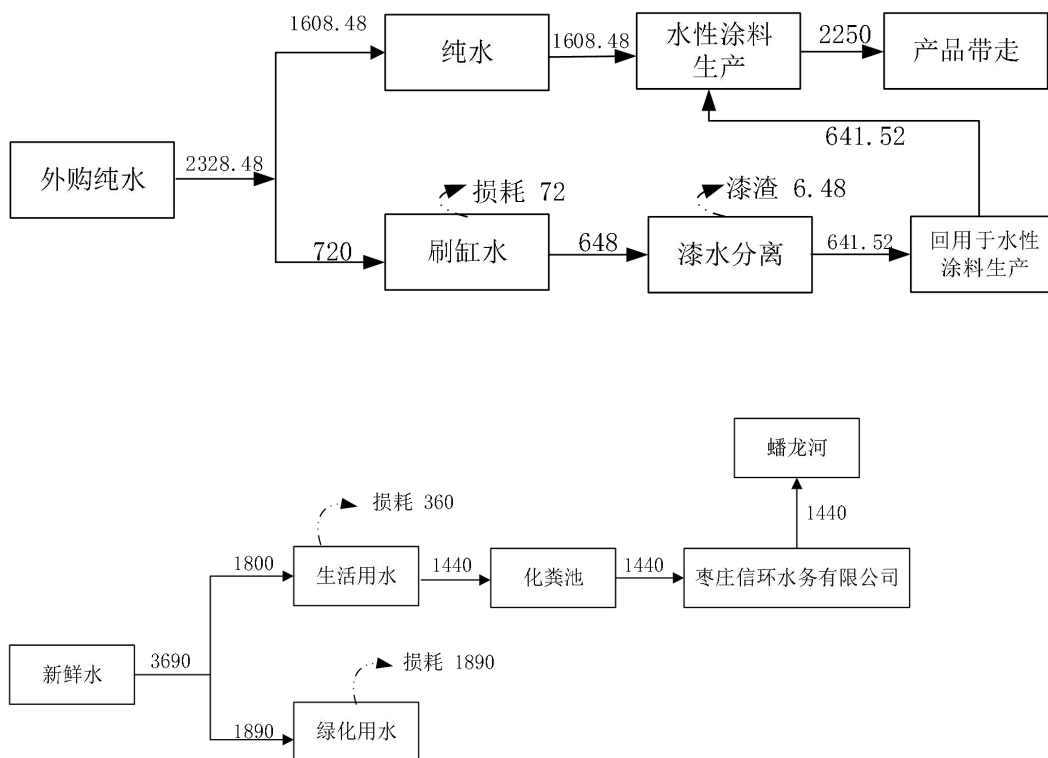 1608.48
纯水
1608.48
水性涂料
生产
2250
产品带走
641.52
外购纯水
2328.48
损耗 72
漆渣 6.48
720
刷缸水
648
漆水分离
641.52
回用于水性
涂料生产
蟠龙河
1440
损耗 360
1800
生活用水
1440
化粪池
1440
枣庄信环水务有限公司
新鲜水
3690
损耗 1890
1890
绿化用水